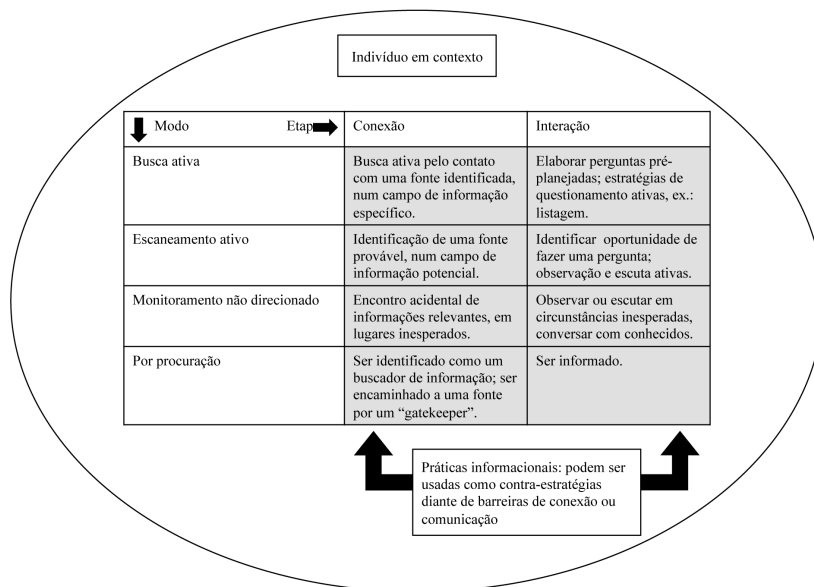 Indivíduo em contexto
Modo
Etap
Conexão
Interação
Busca ativa
Busca ativa pelo contato
com uma fonte identificada,
num campo de informação
específico.
Elaborar perguntas pré-
planejadas; estratégias de
questionamento ativas, ex.:
listagem.
Escaneamento ativo
Identificação de uma fonte
provável, num campo de
informação potencial.
Identificar oportunidade de
fazer uma pergunta;
observação e escuta ativas.
Monitoramento não direcionado
Encontro acidental de
informações relevantes, em
lugares inesperados.
Observar ou escutar em
circunstâncias inesperadas,
conversar com conhecidos.
Por procuração
Ser identificado como um
buscador de informação; ser
encaminhado a uma fonte
por um “gatekeeper”.
Ser informado.
Práticas informacionais: podem ser
usadas como contra-estratégias
diante de barreiras de conexão ou
comunicação